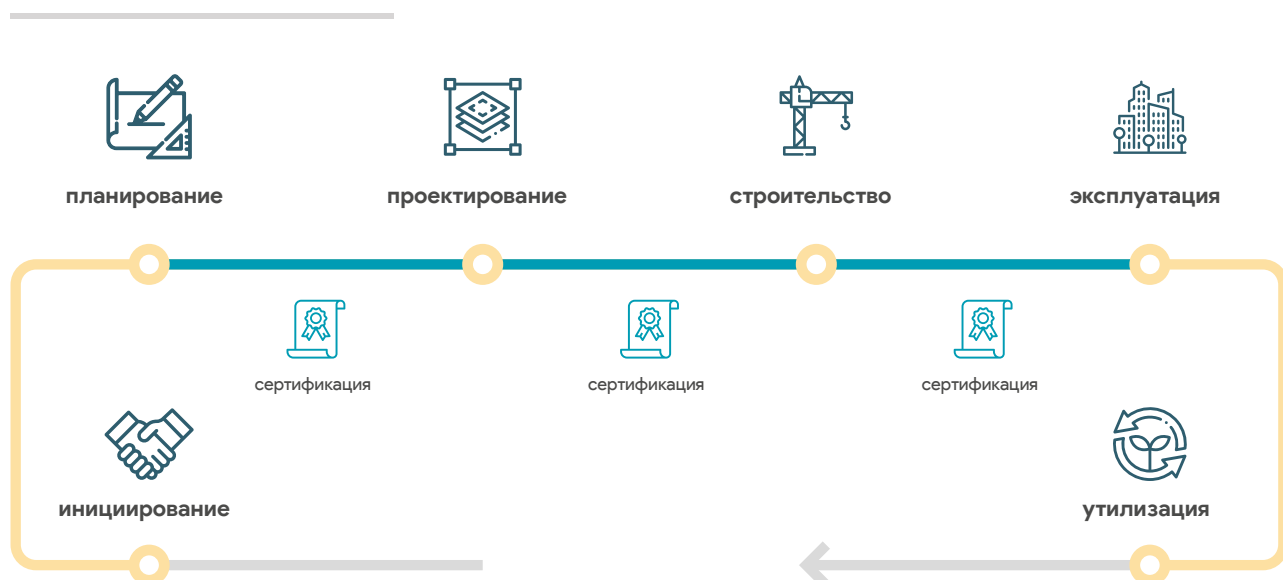 планирование
проектирование
строительство
эксплуатация
сертификация
сертификация
сертификация
инициирование
утилизация